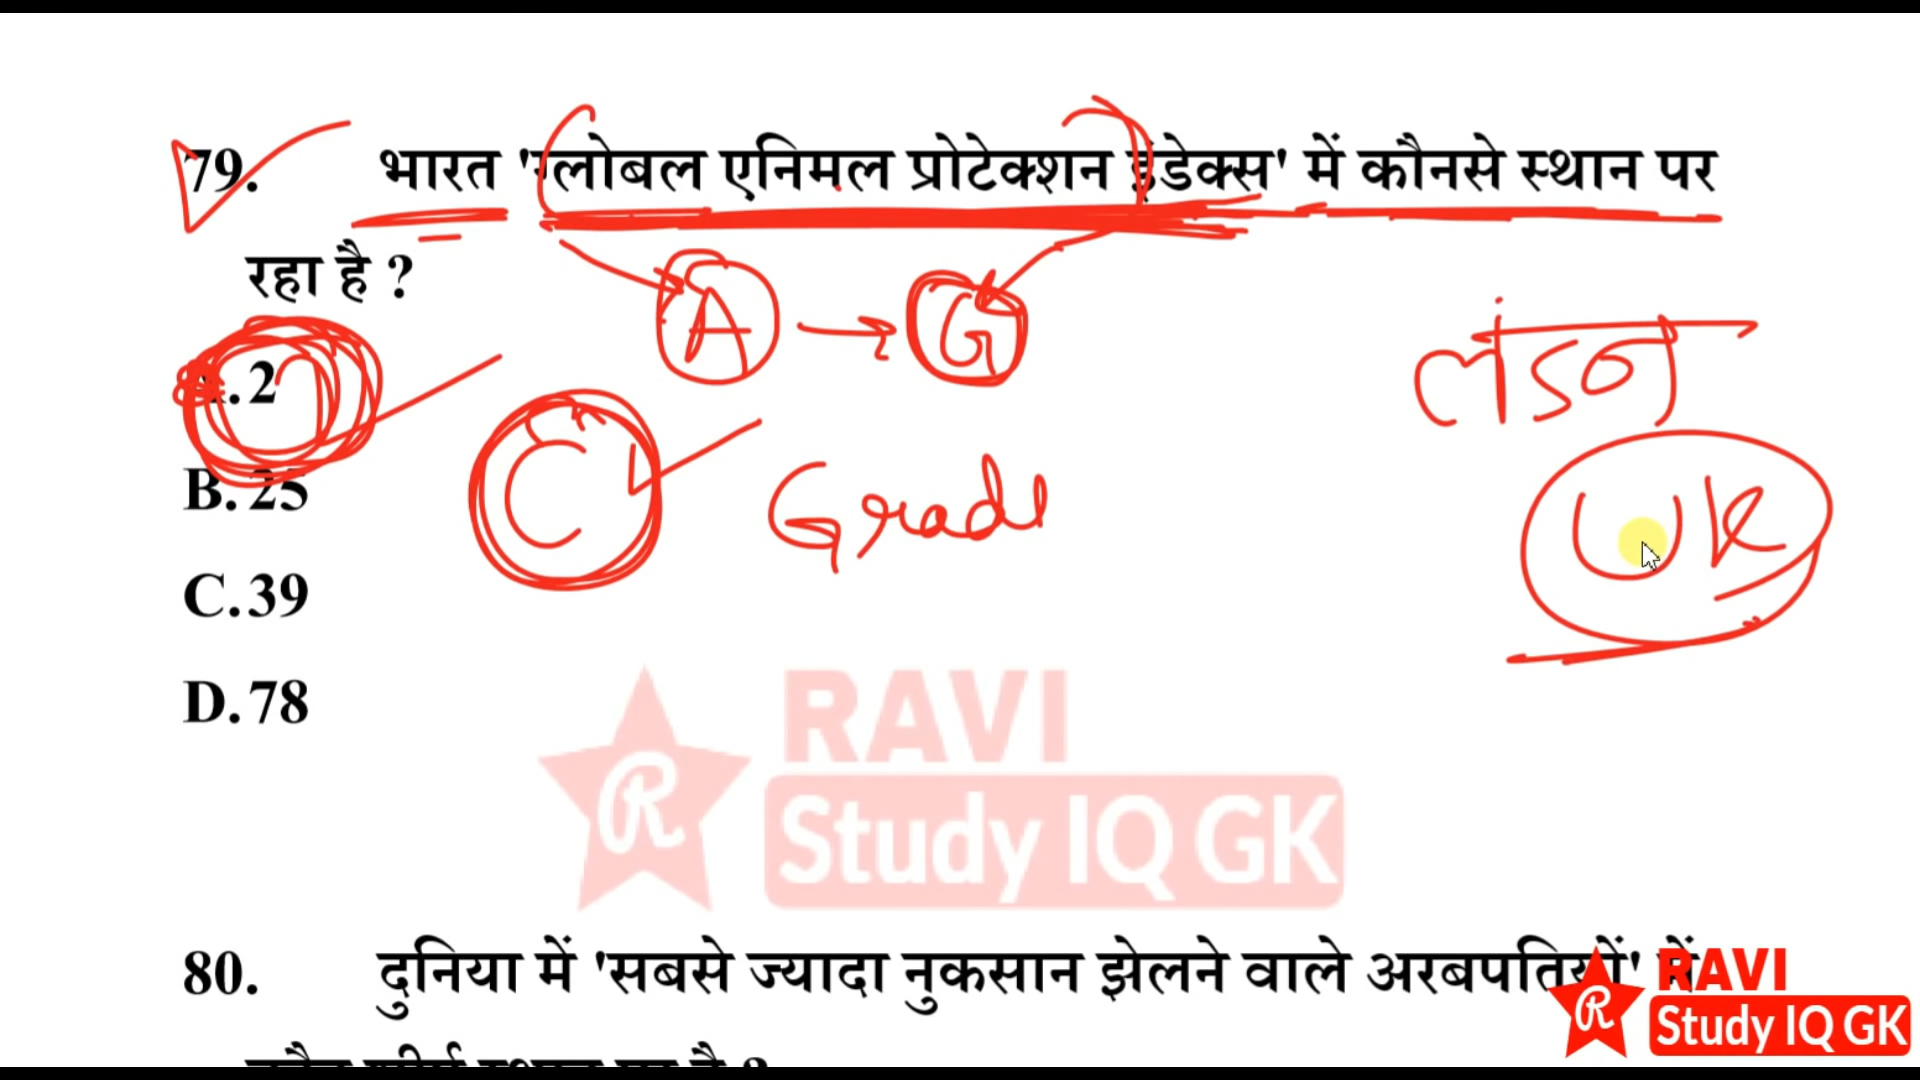 79. भारत 'ग्लोबल एनिमल प्रोटेक्शन इंडेक्स' में कौनसे स्थान पर
रहा है ?
A → G
A. 2
लंडन
C Grade
B. 25
UK
C. 39
D. 78
RAVI
R Study IQ GK
80. दुनिया में 'सबसे ज्यादा नुकसान झेलने वाले अरबपतियों' में
RAVI
R Study IQ GK